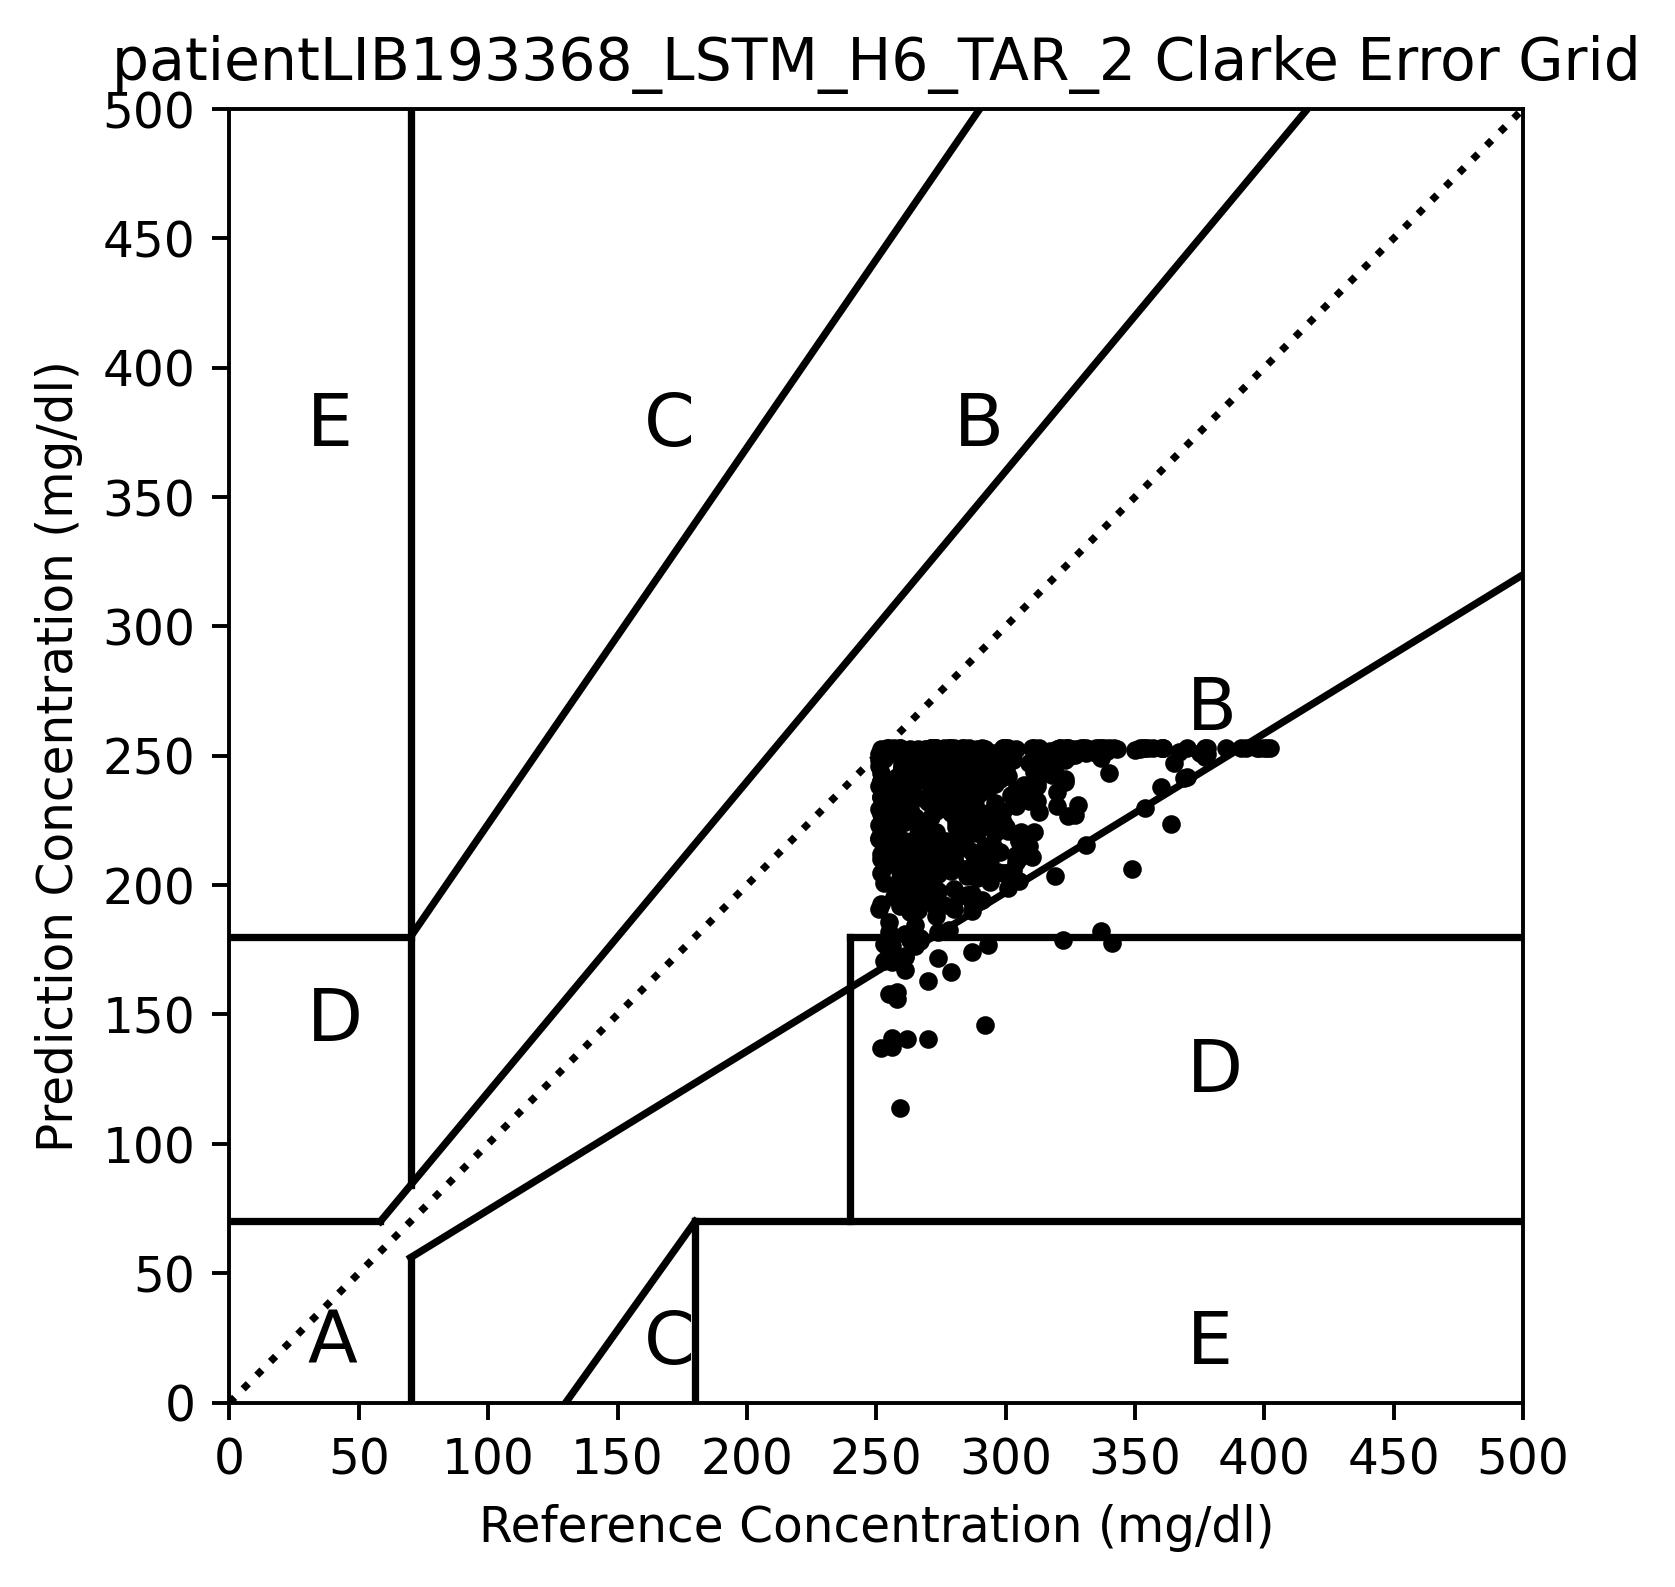 patientLIB193368_LSTM_H6_TAR_2 Clarke Error Grid
500
450
400
350
300
250
200
150
100
50
0
Prediction Concentration (mg/dl)
E
C
B
B
D
D
A
C
E
0 50 100 150 200 250 300 350 400 450 500
Reference Concentration (mg/dl)